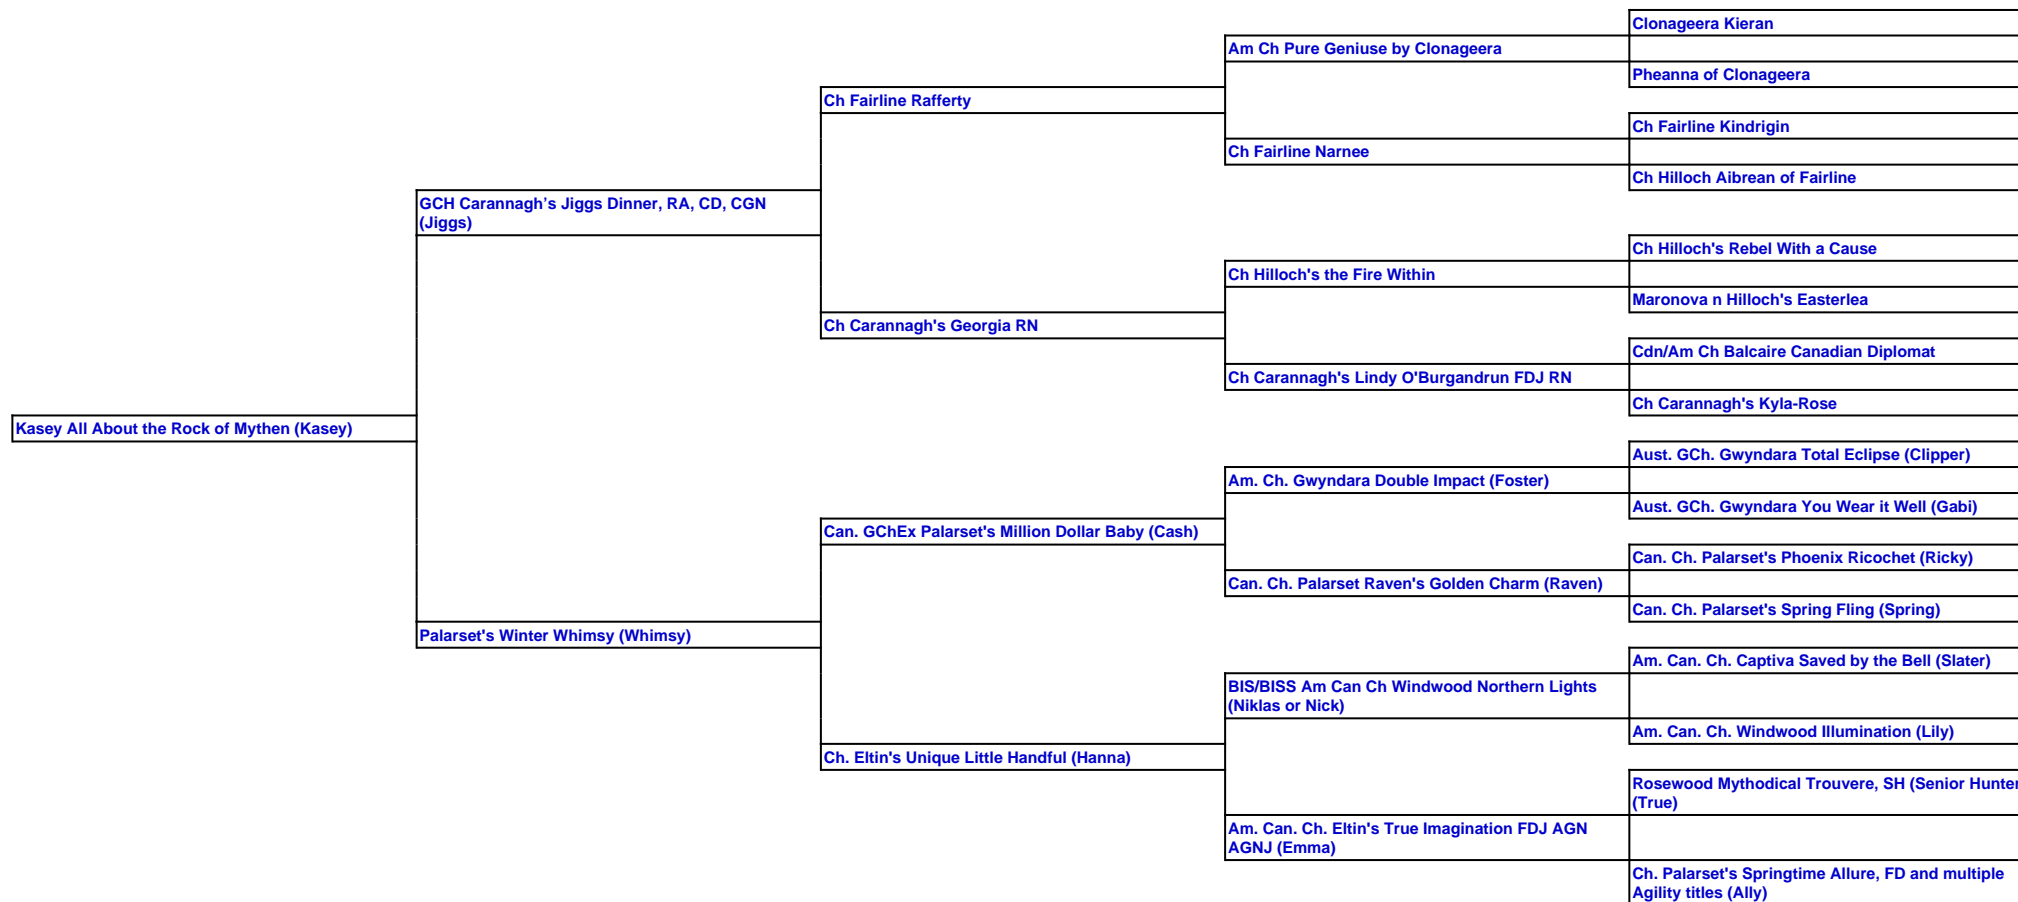 Clonageera Kieran
Am Ch Pure Geniuse by Clonageera
Pheanna of Clonageera
Ch Fairline Rafferty
Ch Fairline Kindrigin
Ch Fairline Narnee
Ch Hilloch Aibrean of Fairline
GCH Carannagh’s Jiggs Dinner, RA, CD, CGN
(Jiggs)
Ch Hilloch's Rebel With a Cause
Ch Hilloch's the Fire Within
Maronova n Hilloch's Easterlea
Ch Carannagh's Georgia RN
Cdn/Am Ch Balcaire Canadian Diplomat
Ch Carannagh's Lindy O'Burgandrun FDJ RN
Ch Carannagh's Kyla-Rose
Kasey All About the Rock of Mythen (Kasey)
Aust. GCh. Gwyndara Total Eclipse (Clipper)
Am. Ch. Gwyndara Double Impact (Foster)
Aust. GCh. Gwyndara You Wear it Well (Gabi)
Can. GChEx Palarset's Million Dollar Baby (Cash)
Can. Ch. Palarset's Phoenix Ricochet (Ricky)
Can. Ch. Palarset Raven's Golden Charm (Raven)
Can. Ch. Palarset's Spring Fling (Spring)
Palarset's Winter Whimsy (Whimsy)
Am. Can. Ch. Captiva Saved by the Bell (Slater)
BIS/BISS Am Can Ch Windwood Northern Lights
(Niklas or Nick)
Am. Can. Ch. Windwood Illumination (Lily)
Ch. Eltin's Unique Little Handful (Hanna)
Rosewood Mythodical Trouvere, SH (Senior Hunter
(True)
Am. Can. Ch. Eltin's True Imagination FDJ AGN
AGNJ (Emma)
Ch. Palarset's Springtime Allure, FD and multiple
Agility titles (Ally)